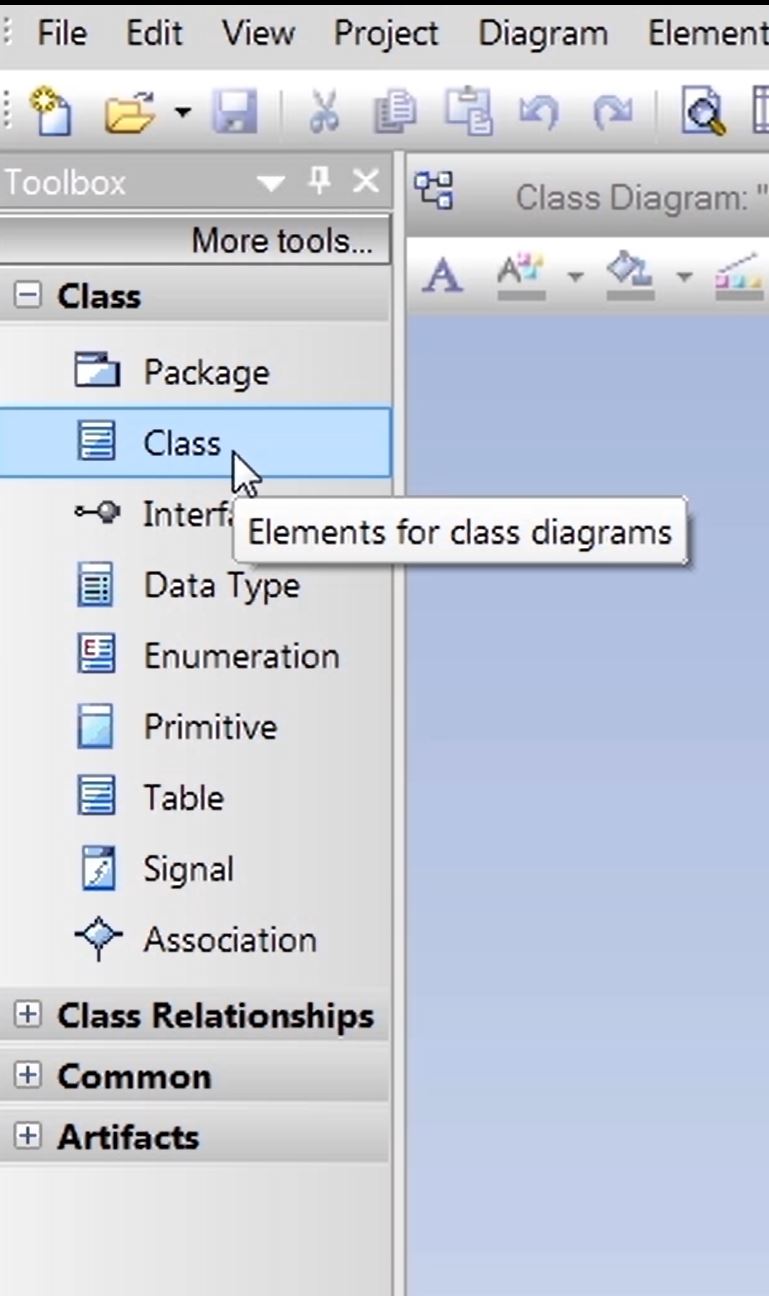 File Edit View Project Diagram Element
Toolbox
More tools...
Class Diagram: "
Class
Package
Class
Interf
Elements for class diagrams
Data Type
Enumeration
Primitive
Table
Signal
Association
Class Relationships
Common
Artifacts